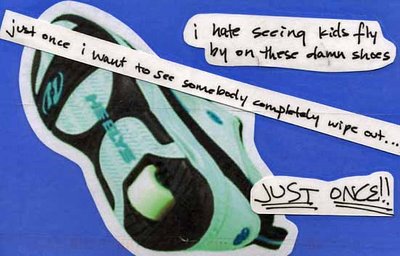 i hate seeing kids fly
by on these damn shoes
just once i want to see somebody completely wipe out...
HEELYS
JUST ONCE!!